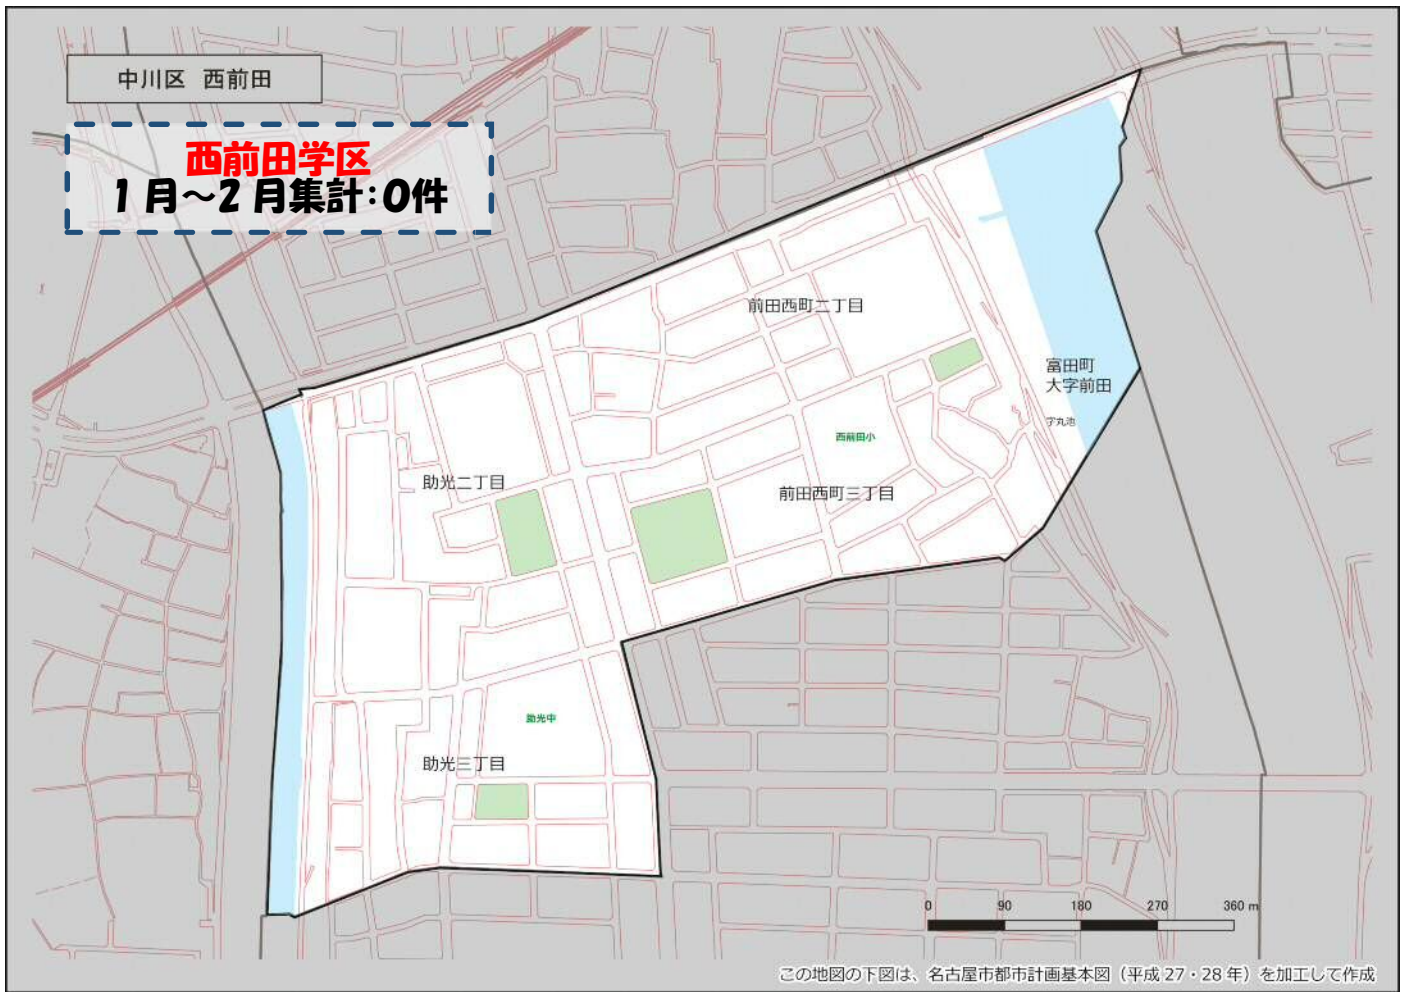 中川区 西前田
西前田学区
1月～2月集計:0件
前田西町二丁目
富田町
大字前田
字丸池
西前田小
助光二丁目
前田西町三丁目
助光中
助光三丁目
0 90 180 270 360 m
この地図の下図は、名古屋市都市計画基本図（平成27・28年）を加工して作成